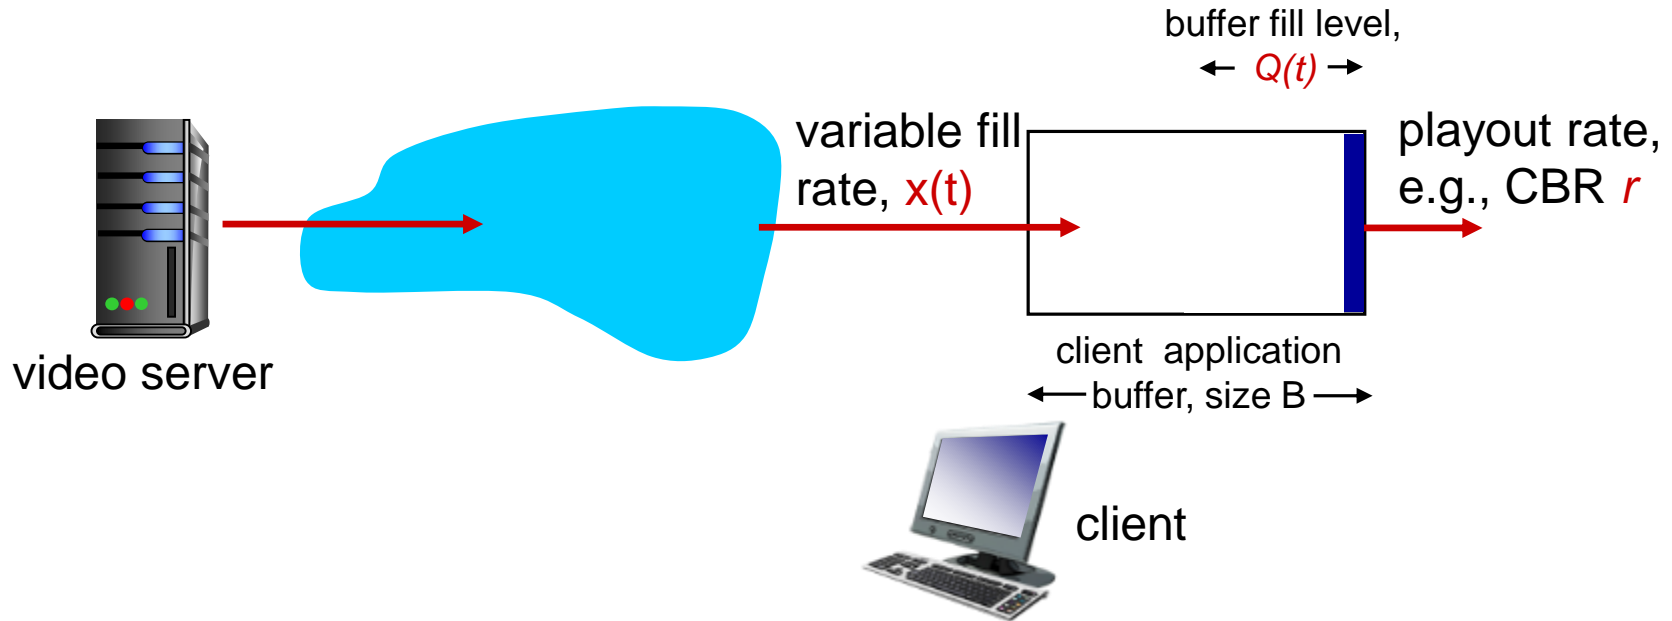 buffer fill level,
Q(t)
variable fill
rate, x(t)
playout rate,
e.g., CBR r
video server
client application
buffer, size B
client